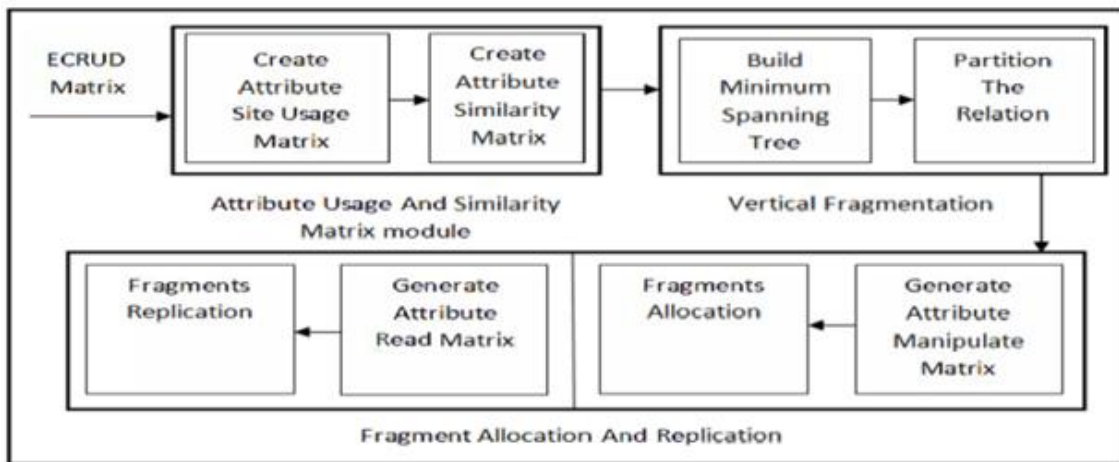 ECRUD
Matrix
Create
Attribute
Site Usage
Matrix
Create
Attribute
Similarity
Matrix
Attribute Usage And Similarity
Matrix module
Build
Minimum
Spanning
Tree
Partition
The
Relation
Vertical Fragmentation
Fragments
Replication
Generate
Attribute
Read Matrix
Fragments
Allocation
Generate
Attribute
Manipulate
Matrix
Fragment Allocation And Replication